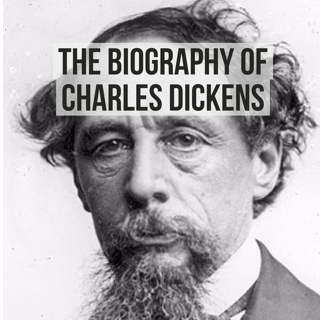 THE BIOGRAPHY OF
CHARLES DICKENS